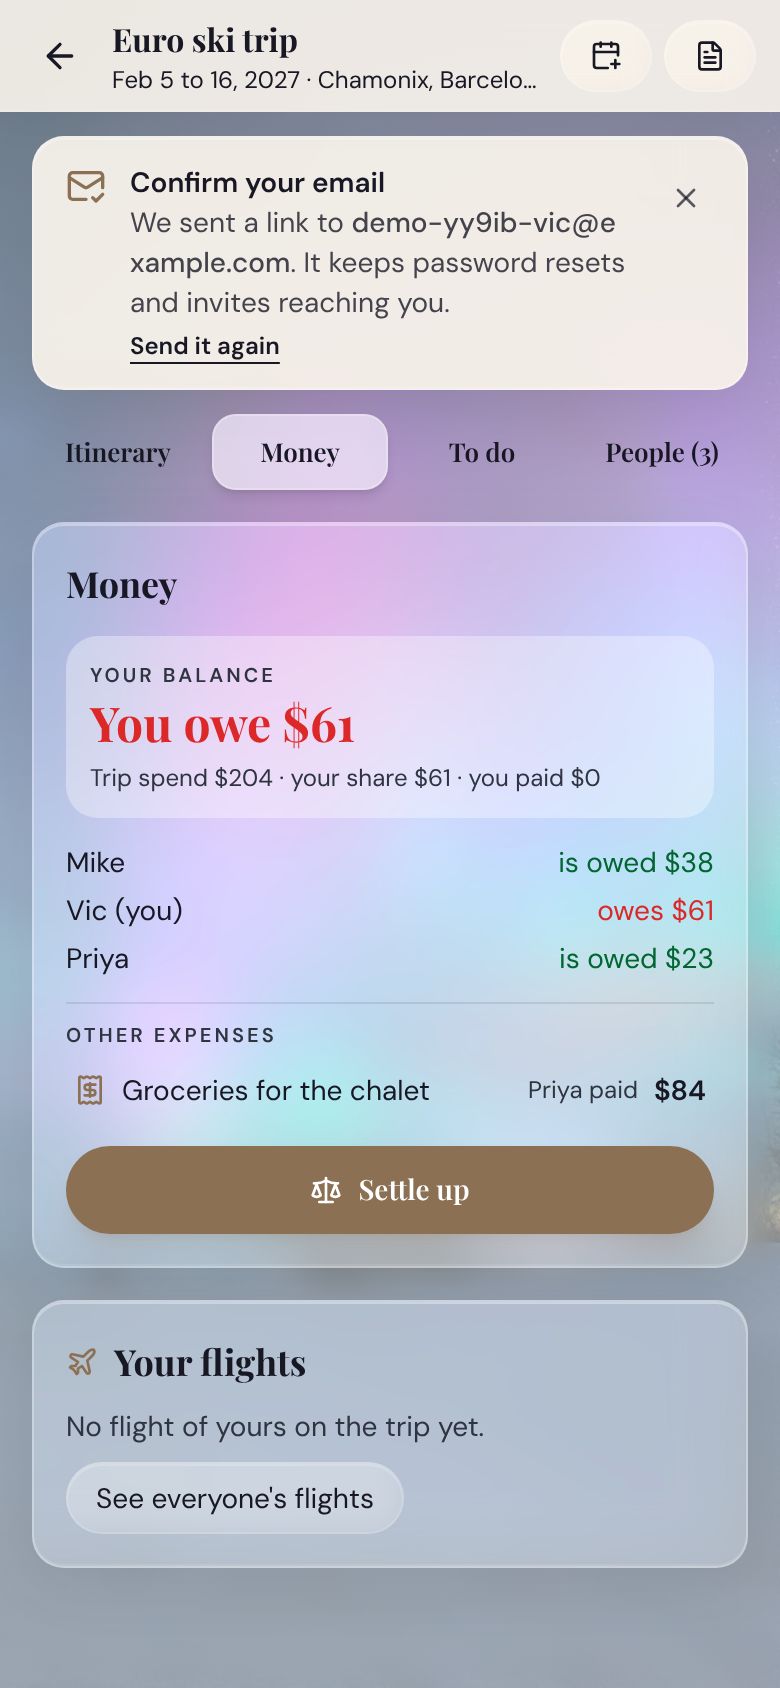 Euro ski trip
Feb 5 to 16, 2027 · Chamonix, Barcelo...
Confirm your email
We sent a link to demo-yy9ib-vic@e
xample.com. It keeps password resets
and invites reaching you.
Send it again
Itinerary Money To do People (3)
Money
YOUR BALANCE
You owe $61
Trip spend $204 · your share $61 · you paid $0
Mike is owed $38
Vic (you) owes $61
Priya is owed $23
OTHER EXPENSES
Groceries for the chalet Priya paid $84
Settle up
Your flights
No flight of yours on the trip yet.
See everyone's flights